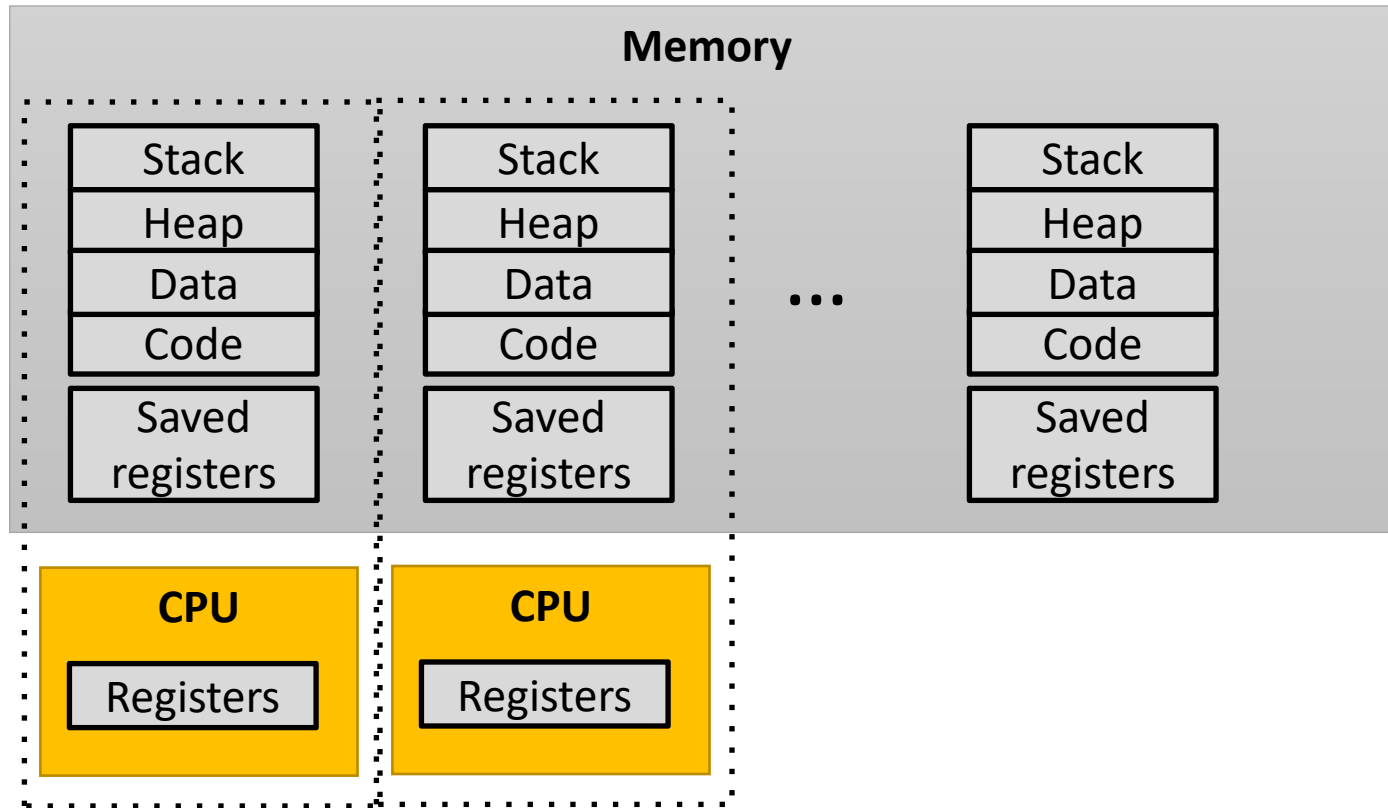 Memory
Stack
Heap
Data
Code
Saved
registers
Stack
Heap
Data
Code
Saved
registers
...
Stack
Heap
Data
Code
Saved
registers
CPU
Registers
CPU
Registers